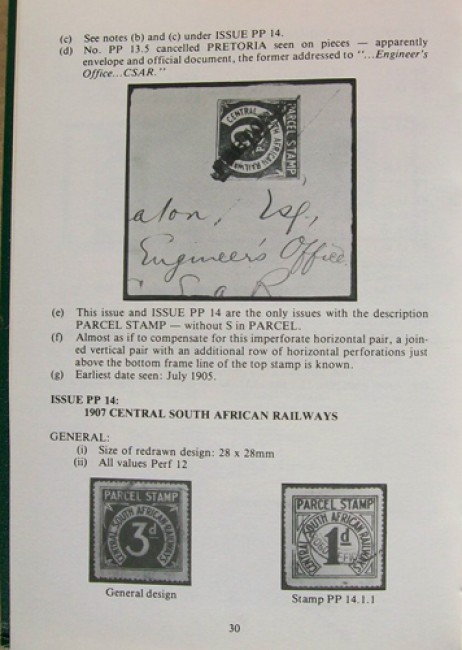 (c) See notes (b) and (c) under ISSUE PP 14.
(d) No. PP 13.5 cancelled PRETORIA seen on pieces — apparently
envelope and official document, the former addressed to "...Engineer's
Office...CSAR."
CENTRAL SOUTH AFRICAN RAILWAYS
PARCEL STAMP
aton, Esq,
Engineer's Office
C S A R
(e) This issue and ISSUE PP 14 are the only issues with the description
PARCEL STAMP — without S in PARCEL.
(f) Almost as if to compensate for this imperforate horizontal pair, a join-
ed vertical pair with an additional row of horizontal perforations just
above the bottom frame line of the top stamp is known.
(g) Earliest date seen: July 1905.
ISSUE PP 14:
1907 CENTRAL SOUTH AFRICAN RAILWAYS
GENERAL:
(i) Size of redrawn design: 28 x 28mm
(ii) All values Perf 12
PARCEL STAMP
CENTRAL SOUTH AFRICAN RAILWAYS
3d
General design
PARCEL STAMP
CENTRAL SOUTH AFRICAN RAILWAYS
1d
Stamp PP 14.1.1
30